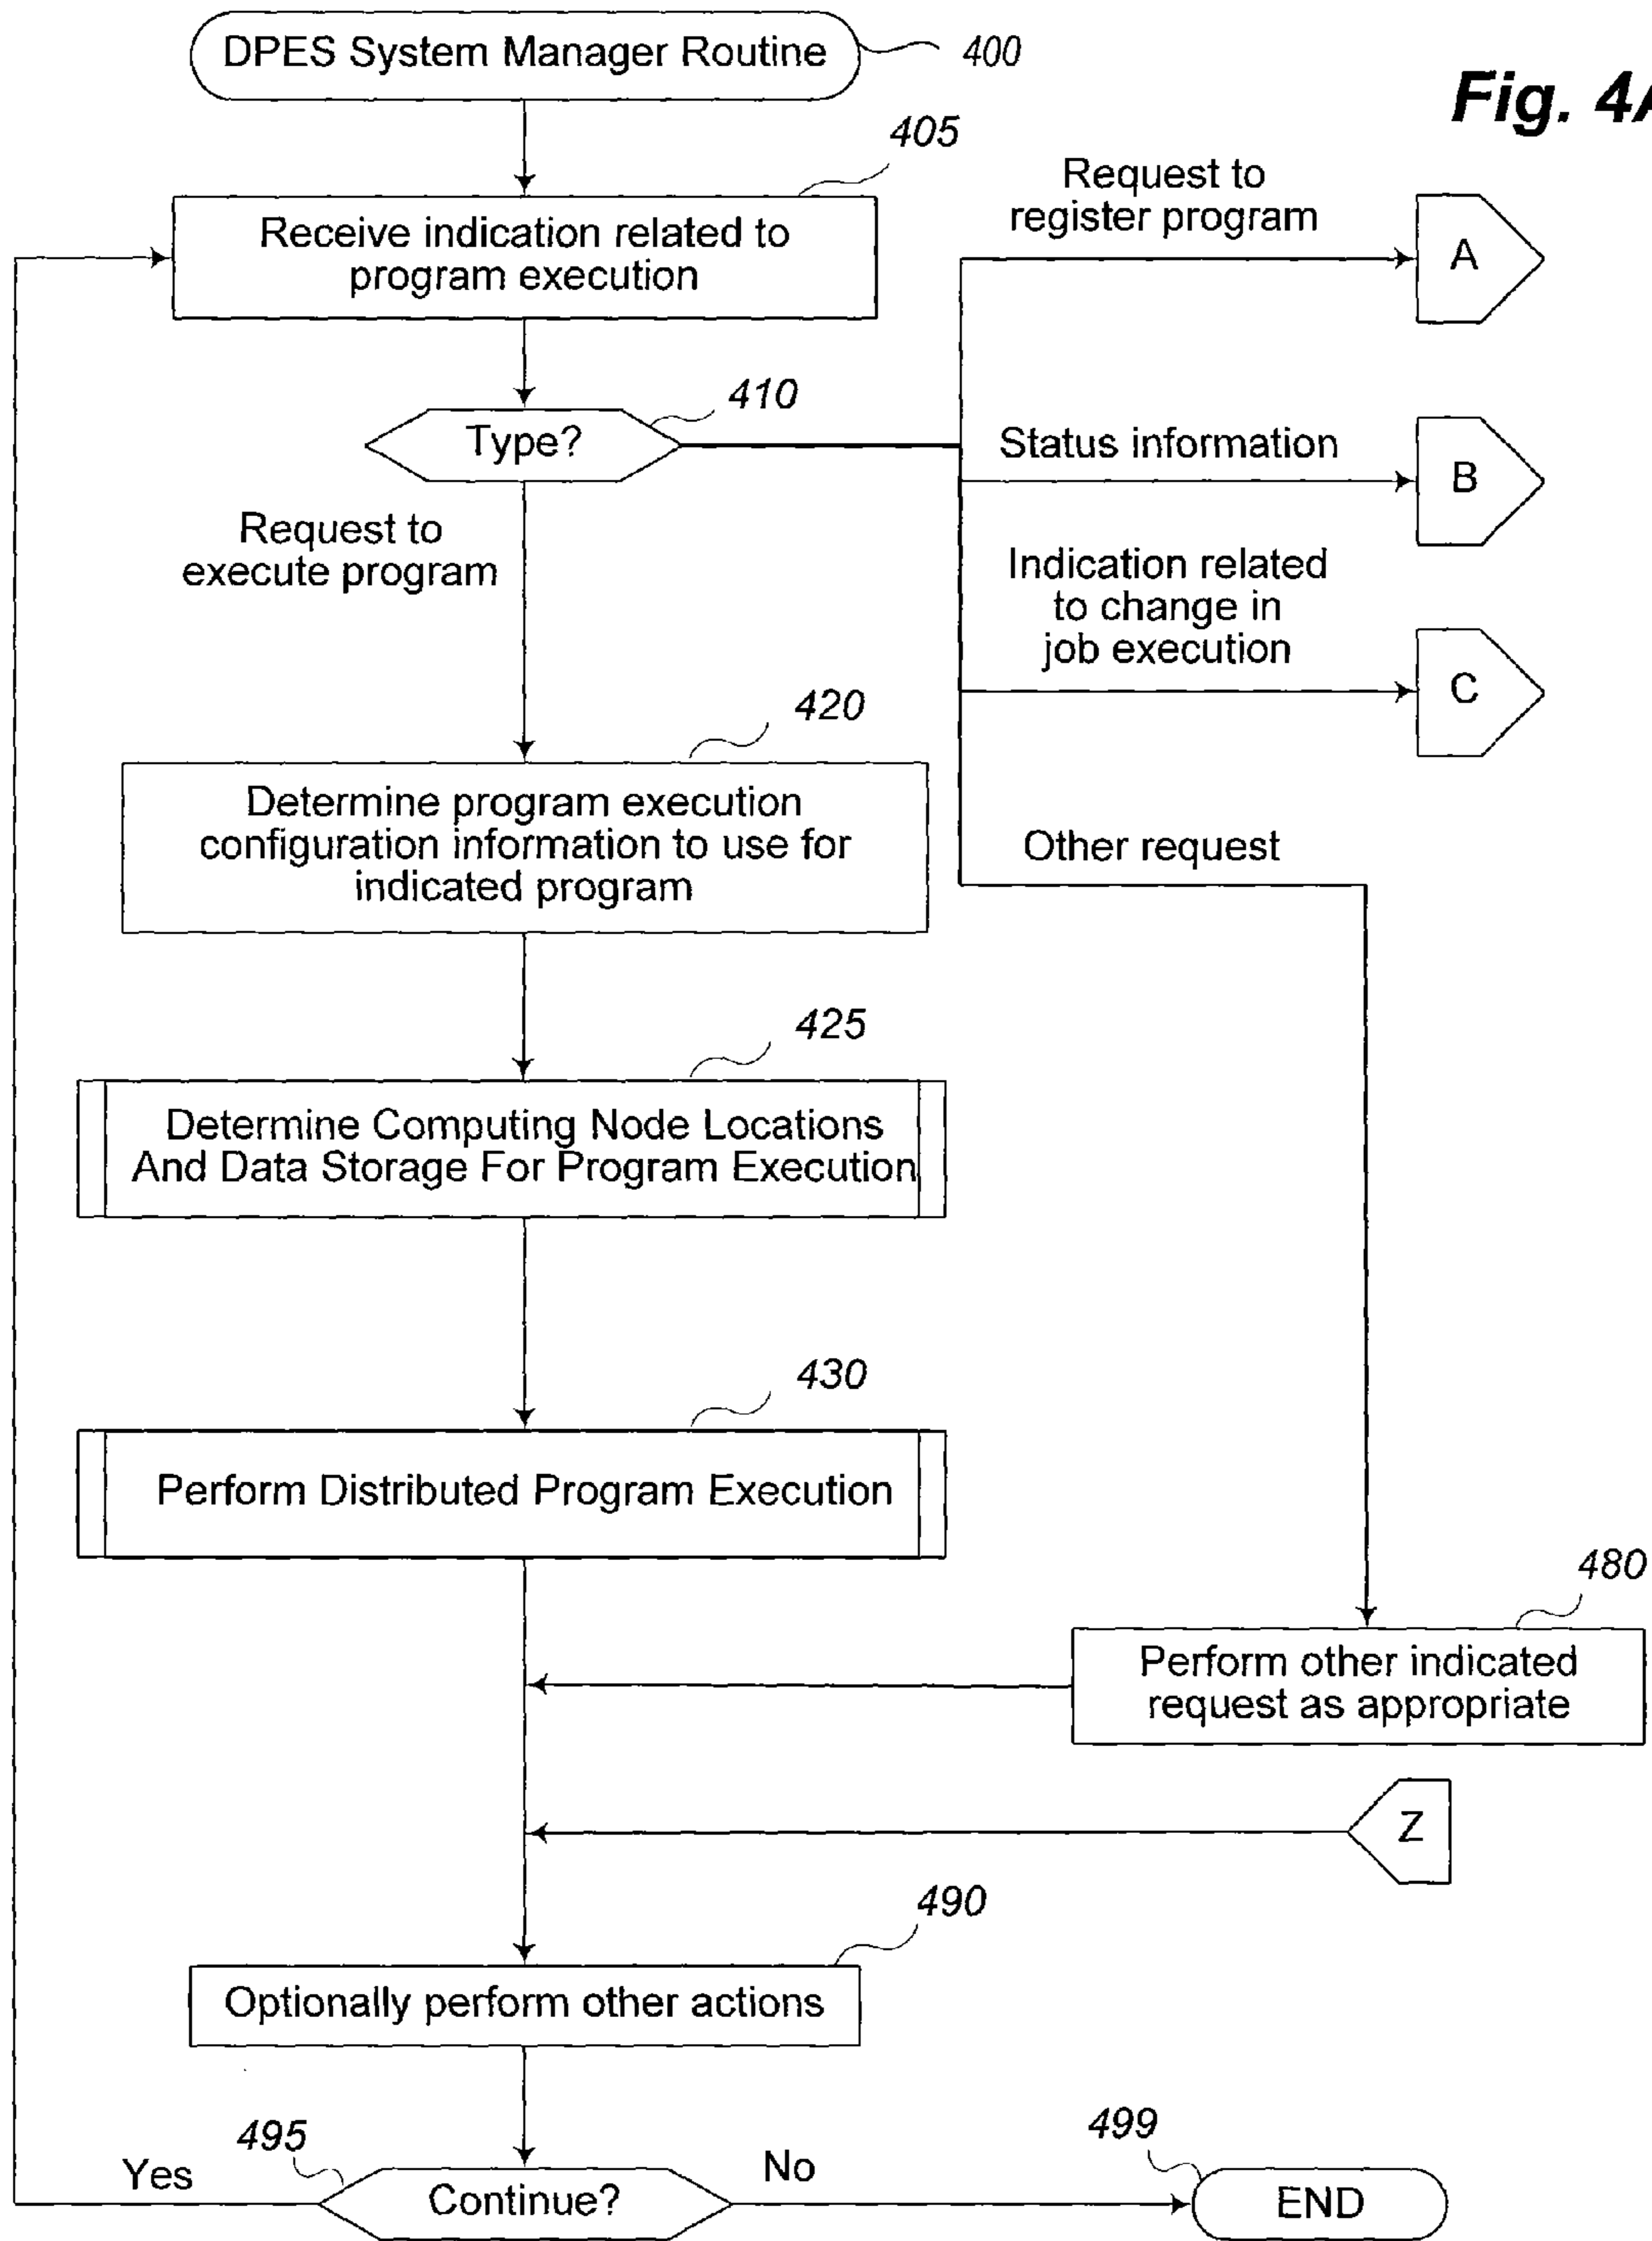 DPES System Manager Routine
400
Fig. 4A
405
Receive indication related to
program execution
Request to
register program
A
410
Type?
Status information
B
Request to
execute program
Indication related
to change in
job execution
C
420
Determine program execution
configuration information to use for
indicated program
Other request
425
Determine Computing Node Locations
And Data Storage For Program Execution
430
Perform Distributed Program Execution
480
Perform other indicated
request as appropriate
Z
490
Optionally perform other actions
495
Yes
Continue?
No
499
END